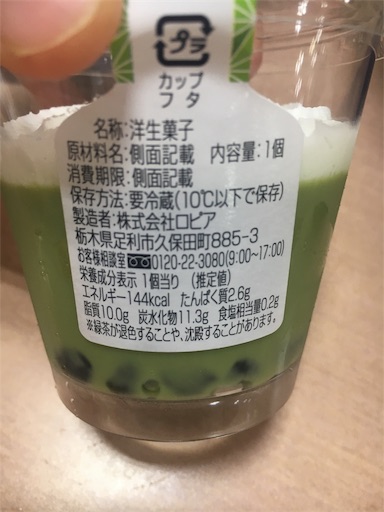 プラ
カップ
フタ
名称:洋生菓子
原材料名:側面記載 内容量:1個
消費期限:側面記載
保存方法:要冷蔵(10℃以下で保存)
製造者:株式会社ロピア
栃木県足利市久保田町885-3
お客様相談室 0120-22-3080(9:00~17:00)
栄養成分表示 1個当り (推定値)
エネルギー144kcal たんぱく質2.6g
脂質10.0g 炭水化物11.3g 食塩相当量0.2g
※緑茶が退色することや、沈殿することがあります。